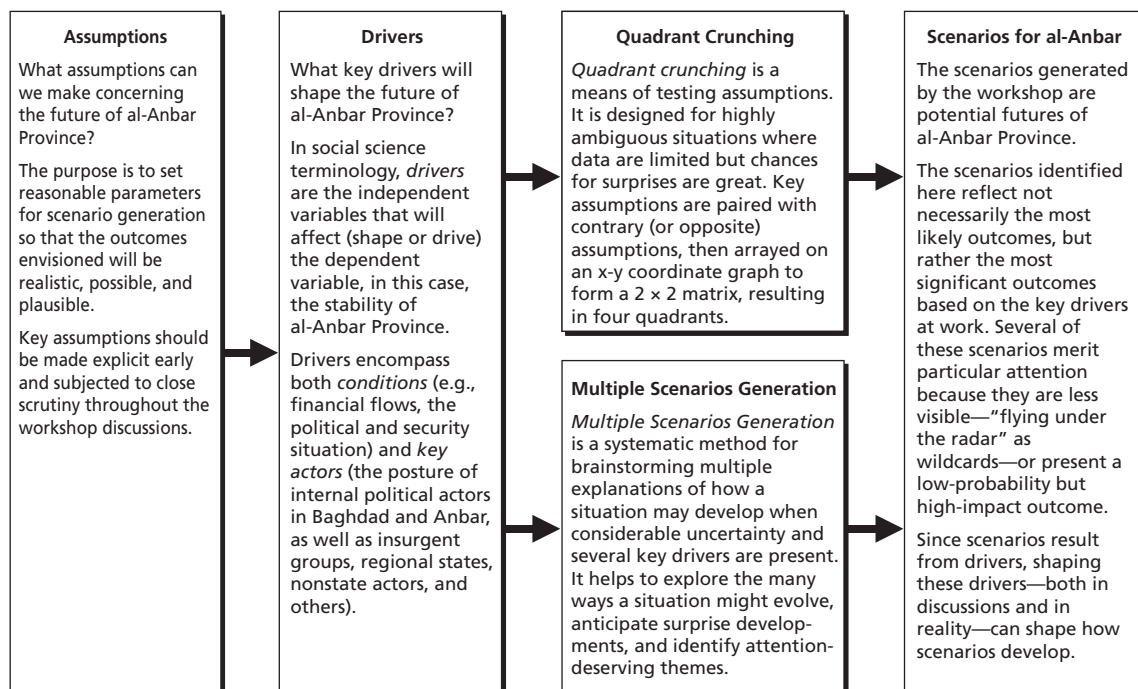 Assumptions
What assumptions can
we make concerning
the future of al-Anbar
Province?
The purpose is to set
reasonable parameters
for scenario generation
so that the outcomes
envisioned will be
realistic, possible, and
plausible.
Key assumptions should
be made explicit early
and subjected to close
scrutiny throughout the
workshop discussions.
Drivers
What key drivers will
shape the future of
al-Anbar Province?
In social science
terminology, drivers
are the independent
variables that will
affect (shape or drive)
the dependent
variable, in this case,
the stability of
al-Anbar Province.
Drivers encompass
both conditions (e.g.,
financial flows, the
political and security
situation) and key
actors (the posture of
internal political actors
in Baghdad and Anbar,
as well as insurgent
groups, regional states,
nonstate actors, and
others).
Quadrant Crunching
Quadrant crunching is a
means of testing assumptions.
It is designed for highly
ambiguous situations where
data are limited but chances
for surprises are great. Key
assumptions are paired with
contrary (or opposite)
assumptions, then arrayed on
an x-y coordinate graph to
form a 2 × 2 matrix, resulting
in four quadrants.
Multiple Scenarios Generation
Multiple Scenarios Generation
is a systematic method for
brainstorming multiple
explanations of how a
situation may develop when
considerable uncertainty and
several key drivers are present.
It helps to explore the many
ways a situation might evolve,
anticipate surprise develop-
ments, and identify attention-
deserving themes.
Scenarios for al-Anbar
The scenarios generated
by the workshop are
potential futures of
al-Anbar Province.
The scenarios identified
here reflect not
necessarily the most
likely outcomes, but
rather the most
significant outcomes
based on the key drivers
at work. Several of
these scenarios merit
particular attention
because they are less
visible—“flying under
the radar” as
wildcards—or present a
low-probability but
high-impact outcome.
Since scenarios result
from drivers, shaping
these drivers—both in
discussions and in
reality—can shape how
scenarios develop.